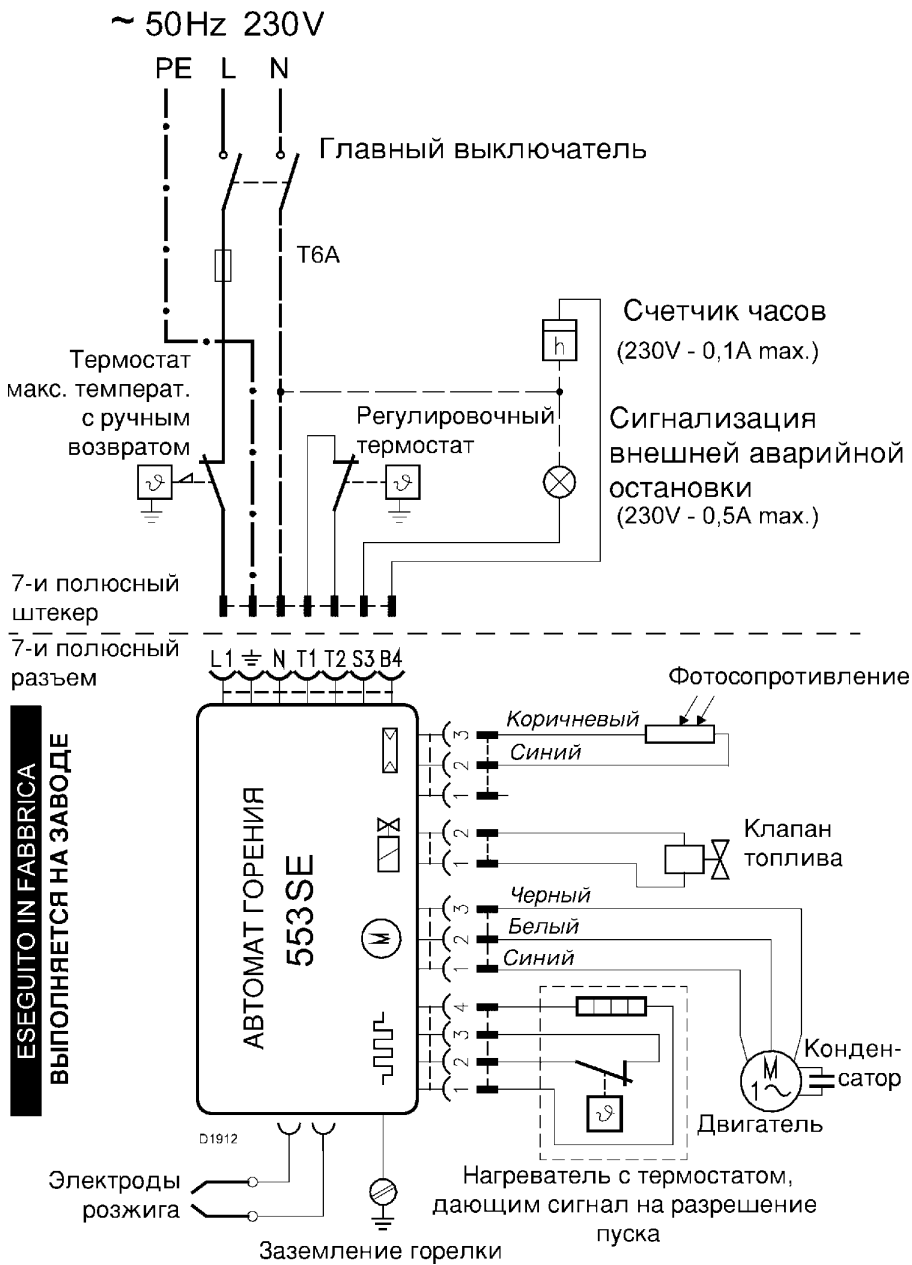 ~ 50Hz 230V
PE L N
Главный выключатель
T6A
Счетчик часов
(230V - 0,1A max.)
h
Термостат
макс. температ.
с ручным
возвратом
Регулировочный
термостат
Сигнализация
внешней аварийной
остановки
(230V - 0,5A max.)
ϑ
ϑ
7-и полюсный
штекер
7-и полюсный
разъем
L1 N T1 T2 S3 B4
Фотосопротивление
ESEGUITO IN FABBRICA
ВЫПОЛНЯЕТСЯ НА ЗАВОДЕ
АВТОМАТ ГОРЕНИЯ
553SE
3 Коричневый
2 Синий
1
2
1
Клапан
топлива
M
3 Черный
2 Белый
1 Синий
4
3
2
1
ϑ
M
1~
Конден-
сатор
Двигатель
D1912
Электроды
розжига
Нагреватель с термостатом,
дающим сигнал на разрешение
пуска
Заземление горелки